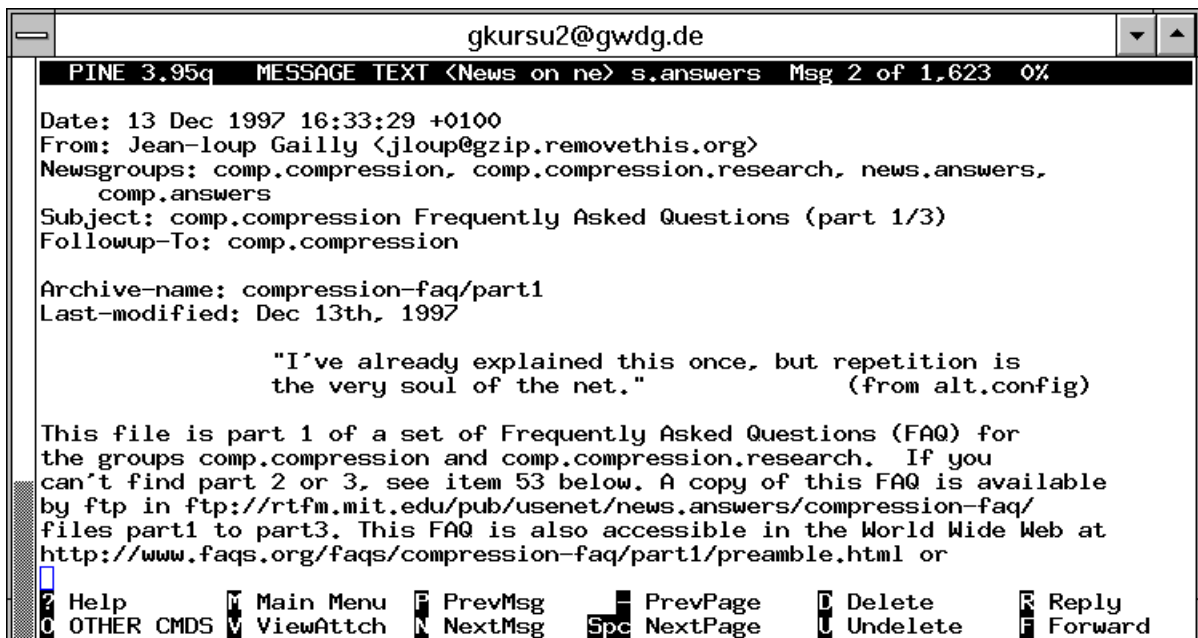 gkursu2@gwdg.de
PINE 3.95q   MESSAGE TEXT <News on ne> s.answers  Msg 2 of 1,623  0%
Date: 13 Dec 1997 16:33:29 +0100
From: Jean-loup Gailly <jloup@gzip.removethis.org>
Newsgroups: comp.compression, comp.compression.research, news.answers,
comp.answers
Subject: comp.compression Frequently Asked Questions (part 1/3)
Followup-To: comp.compression
Archive-name: compression-faq/part1
Last-modified: Dec 13th, 1997
"I've already explained this once, but repetition is
the very soul of the net."                (from alt.config)
This file is part 1 of a set of Frequently Asked Questions (FAQ) for
the groups comp.compression and comp.compression.research.  If you
can't find part 2 or 3, see item 53 below. A copy of this FAQ is available
by ftp in ftp://rtfm.mit.edu/pub/usenet/news.answers/compression-faq/
files part1 to part3. This FAQ is also accessible in the World Wide Web at
http://www.faqs.org/faqs/compression-faq/part1/preamble.html or
? Help  M Main Menu  P PrevMsg  - PrevPage  D Delete  R Reply
O OTHER CMDS  V ViewAttch  N NextMsg  Spc NextPage  U Undelete  F Forward